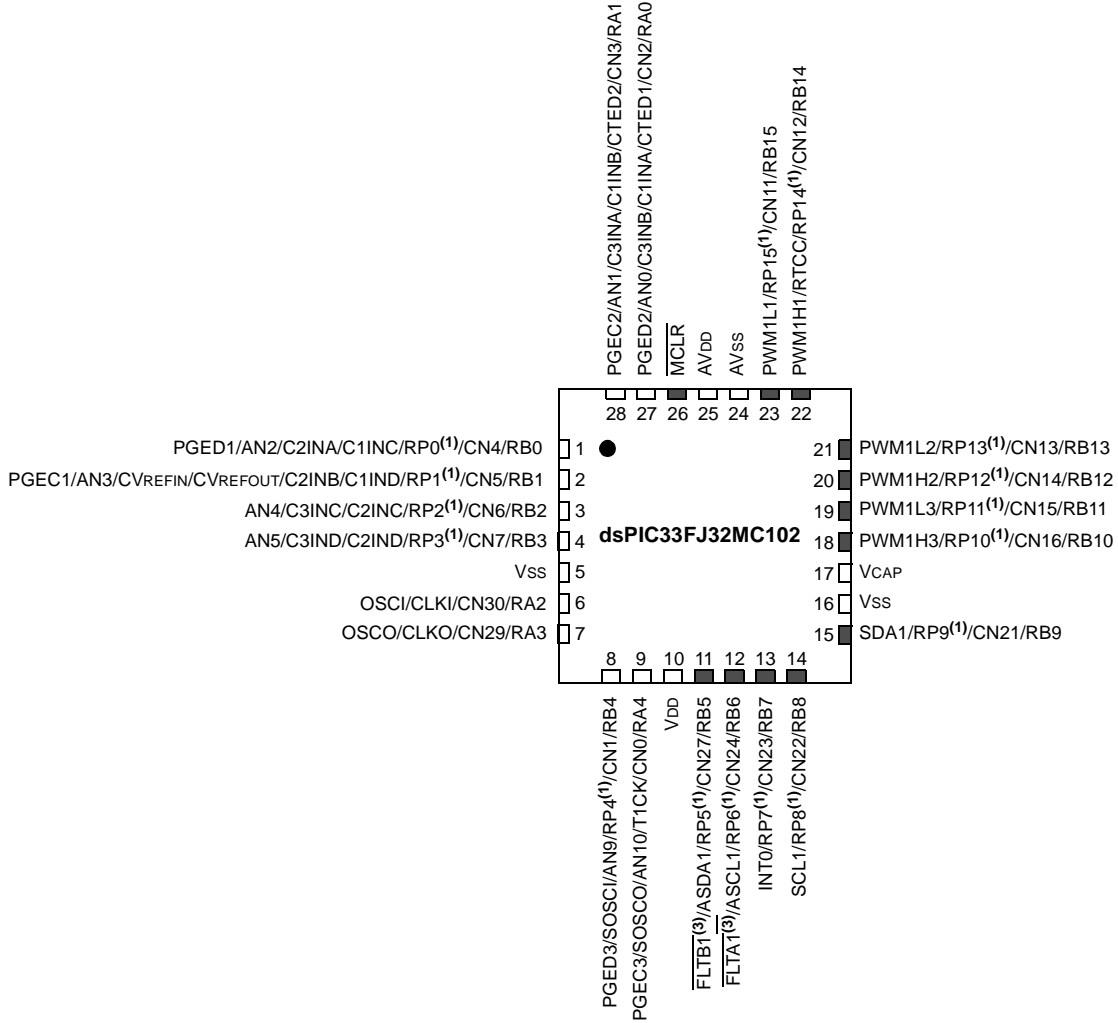 PGEC2/AN1/C3INA/C1INB/CTED2/CN3/RA1
PGED2/AN0/C3INB/C1INA/CTED1/CN2/RA0
MCLR
AVDD
AVSS
PWM1L1/RP15(1)/CN11/RB15
PWM1H1/RTCC/RP14(1)/CN12/RB14
28 27 26 25 24 23 22
PGED1/AN2/C2INA/C1INC/RP0(1)/CN4/RB0 1
PGEC1/AN3/CVREFIN/CVREFOUT/C2INB/C1IND/RP1(1)/CN5/RB1 2
AN4/C3INC/C2INC/RP2(1)/CN6/RB2 3
AN5/C3IND/C2IND/RP3(1)/CN7/RB3 4
VSS 5
OSCI/CLKI/CN30/RA2 6
OSCO/CLKO/CN29/RA3 7
dsPIC33FJ32MC102
21 PWM1L2/RP13(1)/CN13/RB13
20 PWM1H2/RP12(1)/CN14/RB12
19 PWM1L3/RP11(1)/CN15/RB11
18 PWM1H3/RP10(1)/CN16/RB10
17 VCAP
16 VSS
15 SDA1/RP9(1)/CN21/RB9
8 9 10 11 12 13 14
PGED3/SOSCI/AN9/RP4(1)/CN1/RB4
PGEC3/SOSCO/AN10/T1CK/CN0/RA4
VDD
FLTB1(3)/ASDA1/RP5(1)/CN27/RB5
FLTA1(3)/ASCL1/RP6(1)/CN24/RB6
INT0/RP7(1)/CN23/RB7
SCL1/RP8(1)/CN22/RB8